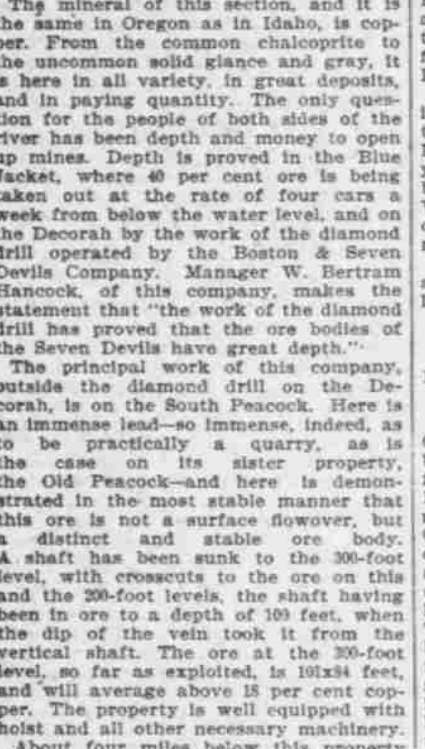 The mineral of this section, and it is
the same in Oregon as in Idaho, is cop-
per. From the common chalcoprite to
the uncommon solid glance and gray, it
s here in all variety, in great deposits,
and in paying quantity. The only ques-
tion for the people of both sides of the
river has been depth and money to open
up mines. Depth is proved in the Blue
Jacket, where 40 per cent ore is being
taken out at the rate of four cars a
week from below the water level, and on
the Decorah by the work of the diamond
drill operated by the Boston & Seven
Devils Company. Manager W. Bertram
Hancock, of this company, makes the
statement that "the work of the diamond
drill has proved that the ore bodies of
the Seven Devils have great depth."
The principal work of this company,
outside the diamond drill on the De-
corah, is on the South Peacock. Here is
an immense lead—so immense, indeed, as
to be practically a quarry, as is
the case on its sister property,
the Old Peacock—and here is demon-
strated in the most stable manner that
this ore is not a surface flowover, but
a distinct and stable ore body.
A shaft has been sunk to the 300-foot
level, with crosscuts to the ore on this
and the 200-foot levels, the shaft having
been in ore to a depth of 109 feet, when
the dip of the vein took it from the
vertical shaft. The ore at the 300-foot
level, so far as exploited, is 101x84 feet,
and will average above 18 per cent cop-
per. The property is well equipped with
hoist and all other necessary machinery.
About four miles below this property